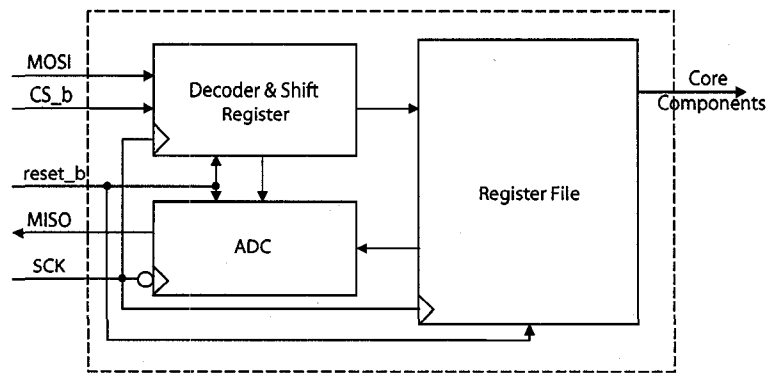 MOSI
CS_b
reset_b
MISO
SCK
Decoder & Shift
Register
ADC
Register File
Core
Components